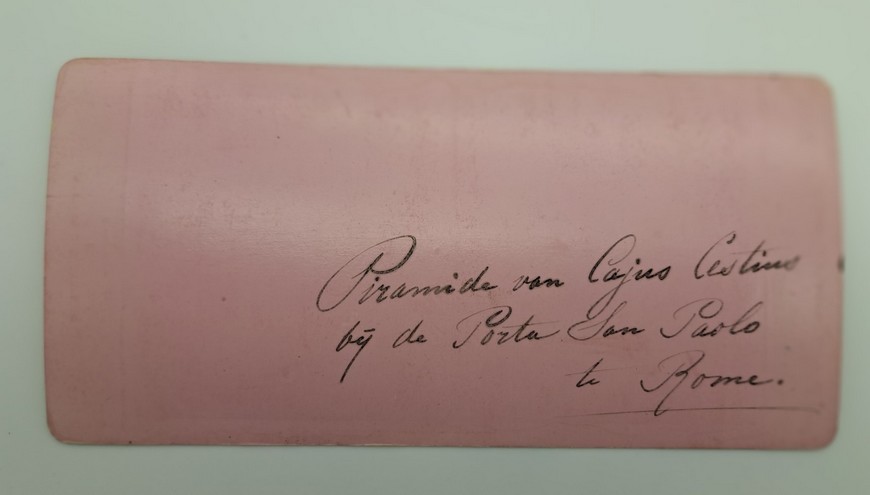 Piramide van Cajus Cestius
bij de Porta San Paolo
te Rome.